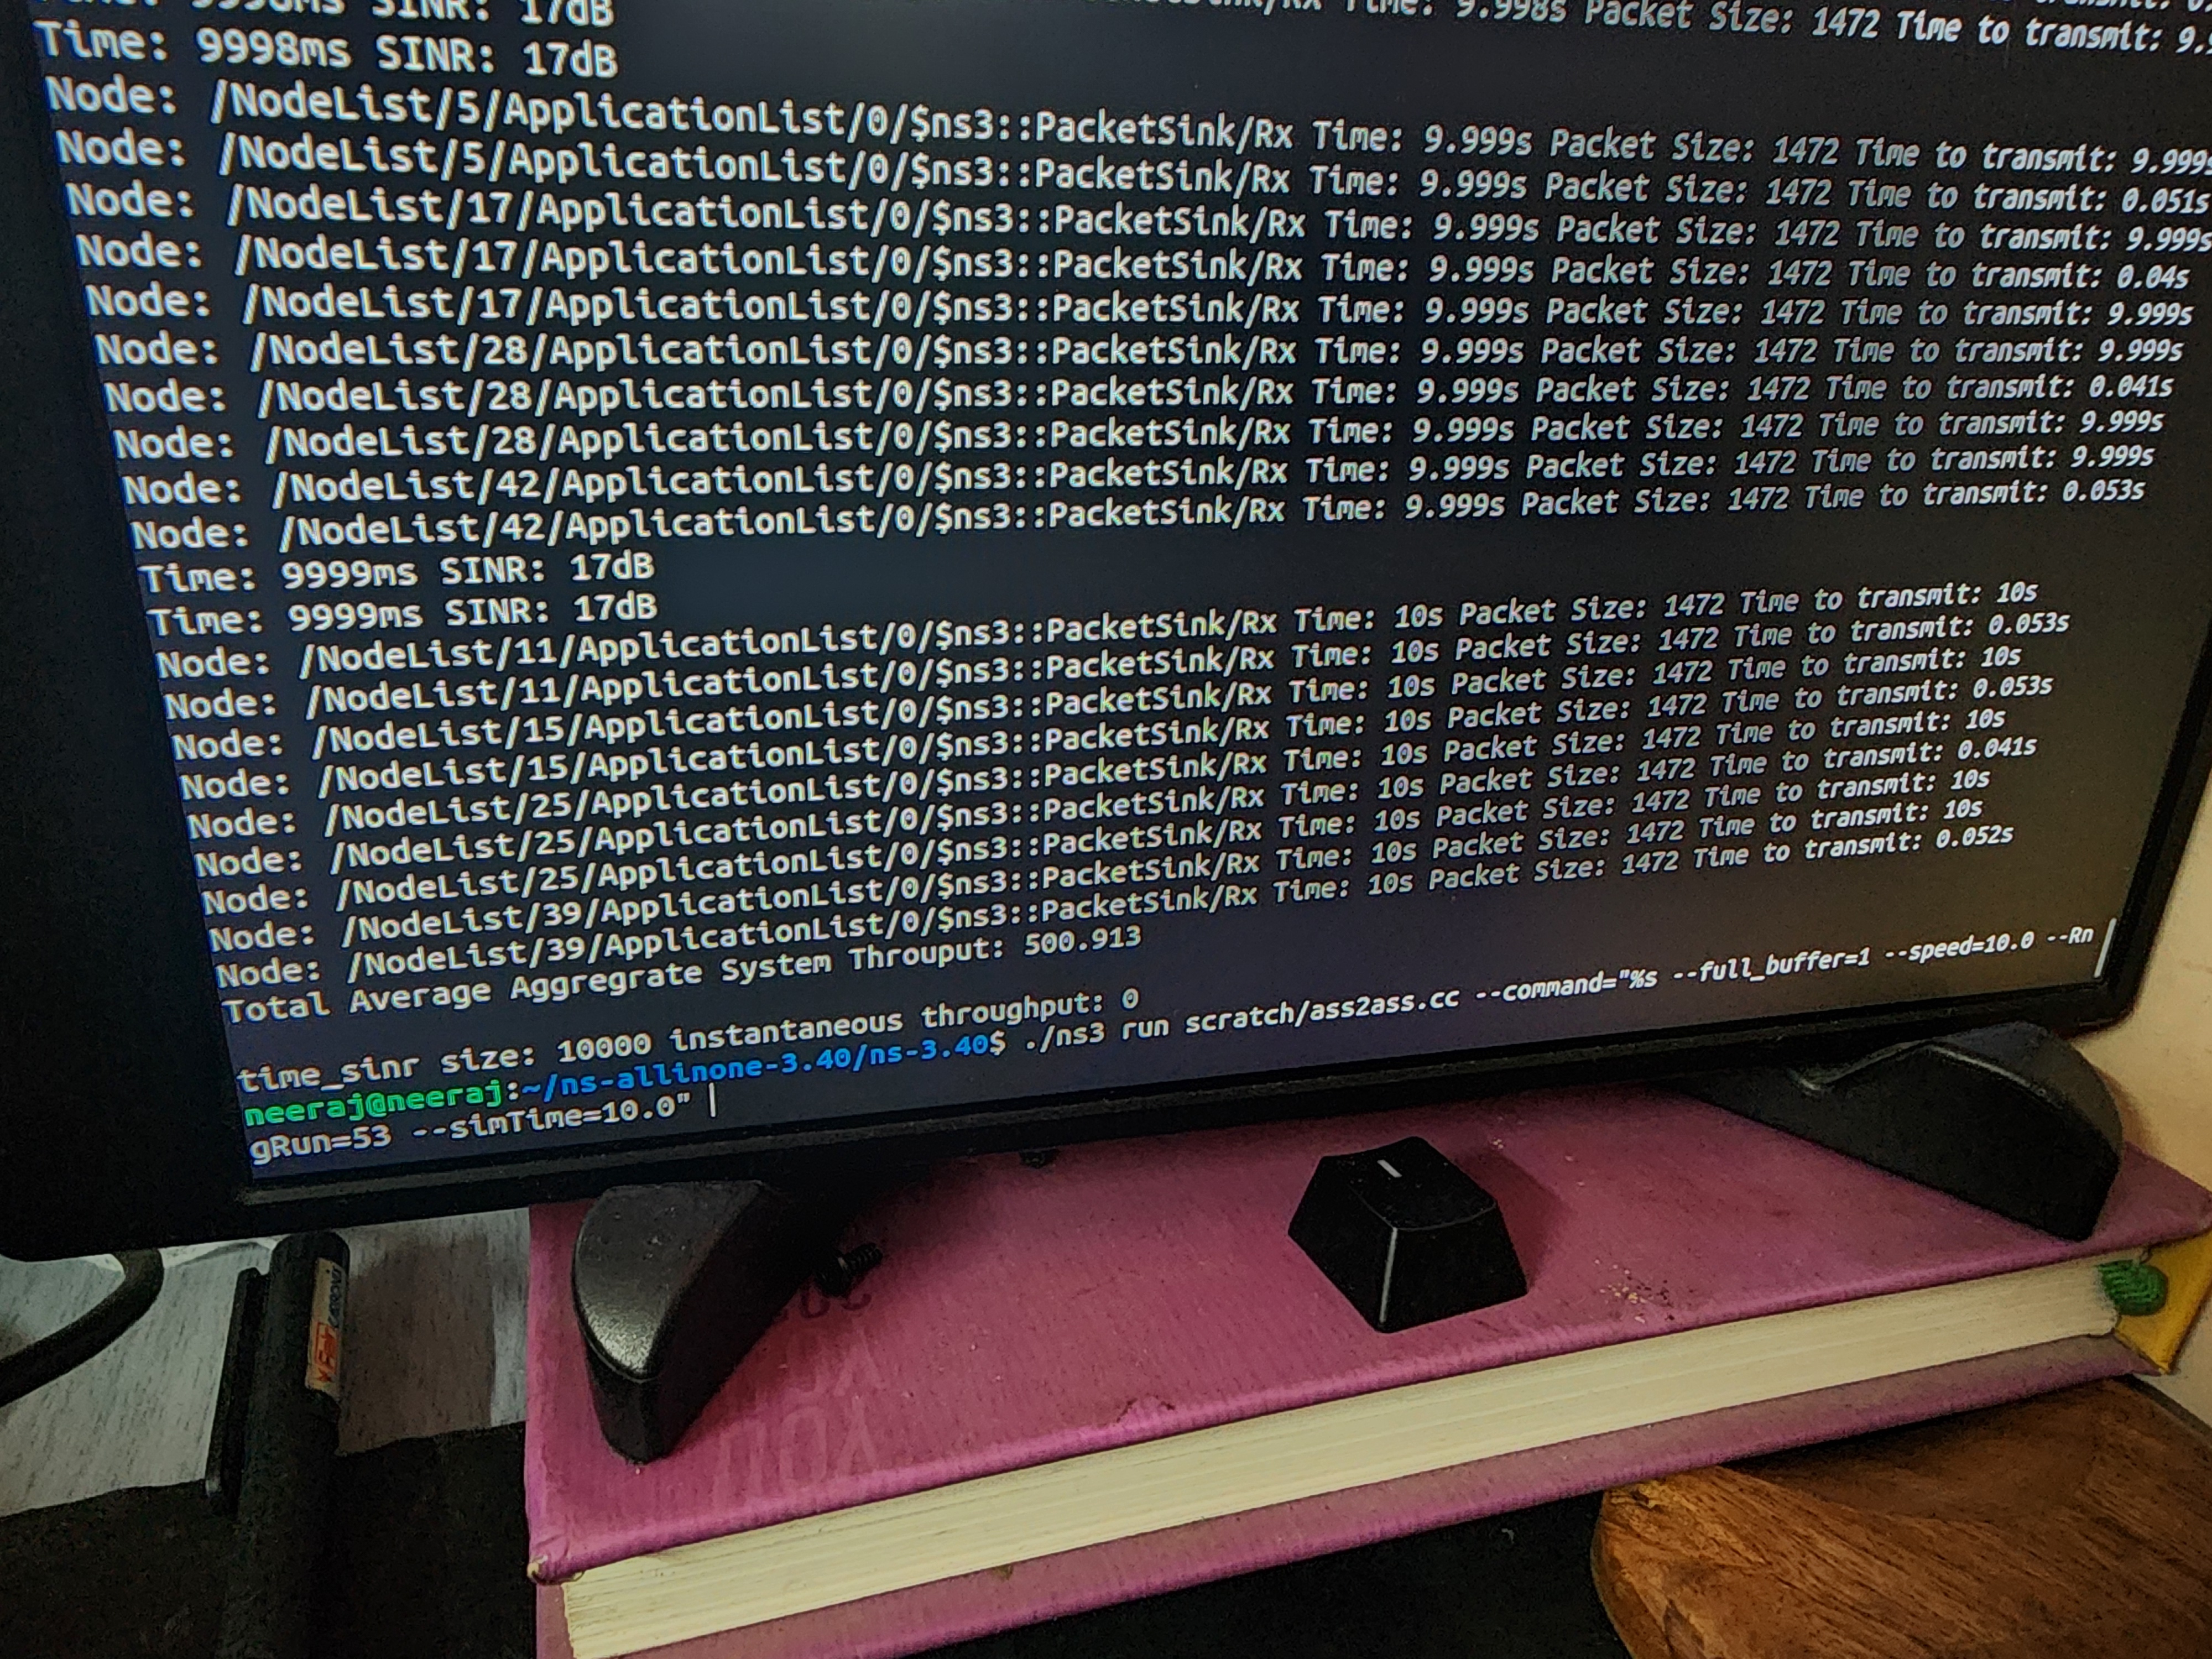 SINR: 17dB
Time: 9.998s Packet Size: 1472 Time to transmit:
Time: 9998ms SINR: 17dB
Node: /NodeList/5/ApplicationList/0/$ns3::PacketSink/Rx Time: 9.999s Packet Size: 1472 Time to transmit: 9.999s
Node: /NodeList/5/ApplicationList/0/$ns3::PacketSink/Rx Time: 9.999s Packet Size: 1472 Time to transmit: 0.051s
Node: /NodeList/17/ApplicationList/0/$ns3::PacketSink/Rx Time: 9.999s Packet Size: 1472 Time to transmit: 9.999s
Node: /NodeList/17/ApplicationList/0/$ns3::PacketSink/Rx Time: 9.999s Packet Size: 1472 Time to transmit: 0.04s
Node: /NodeList/17/ApplicationList/0/$ns3::PacketSink/Rx Time: 9.999s Packet Size: 1472 Time to transmit: 9.999s
Node: /NodeList/28/ApplicationList/0/$ns3::PacketSink/Rx Time: 9.999s Packet Size: 1472 Time to transmit: 9.999s
Node: /NodeList/28/ApplicationList/0/$ns3::PacketSink/Rx Time: 9.999s Packet Size: 1472 Time to transmit: 0.041s
Node: /NodeList/28/ApplicationList/0/$ns3::PacketSink/Rx Time: 9.999s Packet Size: 1472 Time to transmit: 9.999s
Node: /NodeList/42/ApplicationList/0/$ns3::PacketSink/Rx Time: 9.999s Packet Size: 1472 Time to transmit: 9.999s
Node: /NodeList/42/ApplicationList/0/$ns3::PacketSink/Rx Time: 9.999s Packet Size: 1472 Time to transmit: 0.053s
Time: 9999ms SINR: 17dB
Time: 9999ms SINR: 17dB
Node: /NodeList/11/ApplicationList/0/$ns3::PacketSink/Rx Time: 10s Packet Size: 1472 Time to transmit: 10s
Node: /NodeList/11/ApplicationList/0/$ns3::PacketSink/Rx Time: 10s Packet Size: 1472 Time to transmit: 0.053s
Node: /NodeList/15/ApplicationList/0/$ns3::PacketSink/Rx Time: 10s Packet Size: 1472 Time to transmit: 10s
Node: /NodeList/15/ApplicationList/0/$ns3::PacketSink/Rx Time: 10s Packet Size: 1472 Time to transmit: 0.053s
Node: /NodeList/25/ApplicationList/0/$ns3::PacketSink/Rx Time: 10s Packet Size: 1472 Time to transmit: 10s
Node: /NodeList/25/ApplicationList/0/$ns3::PacketSink/Rx Time: 10s Packet Size: 1472 Time to transmit: 0.041s
Node: /NodeList/25/ApplicationList/0/$ns3::PacketSink/Rx Time: 10s Packet Size: 1472 Time to transmit: 10s
Node: /NodeList/39/ApplicationList/0/$ns3::PacketSink/Rx Time: 10s Packet Size: 1472 Time to transmit: 10s
Node: /NodeList/39/ApplicationList/0/$ns3::PacketSink/Rx Time: 10s Packet Size: 1472 Time to transmit: 0.052s
Total Average Aggregrate System Throuput: 500.913
time_sinr size: 10000 instantaneous throughput: 0
neeraj@neeraj:~/ns-allinone-3.40/ns-3.40$ ./ns3 run scratch/ass2ass.cc --command="%s --full_buffer=1 --speed=10.0 --Rn
gRun=53 --simTime=10.0"